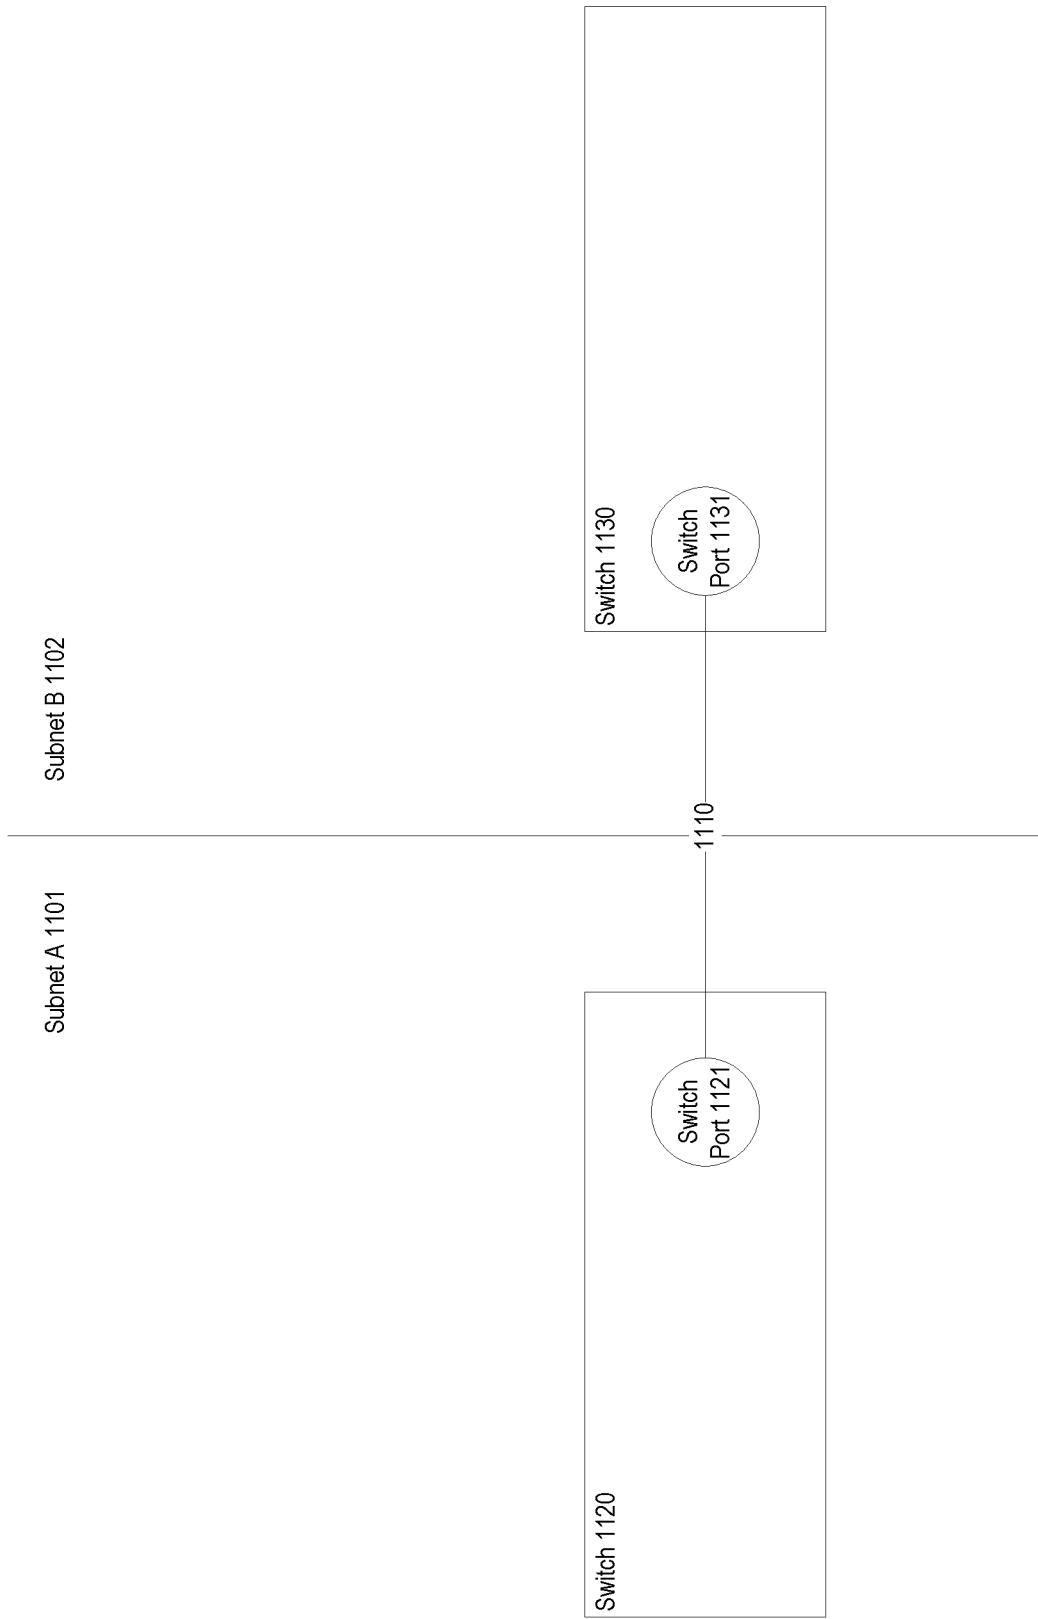 Subnet A 1101
Subnet B 1102
Switch 1120
Switch 1130
Switch
Port 1121
1110
Switch
Port 1131